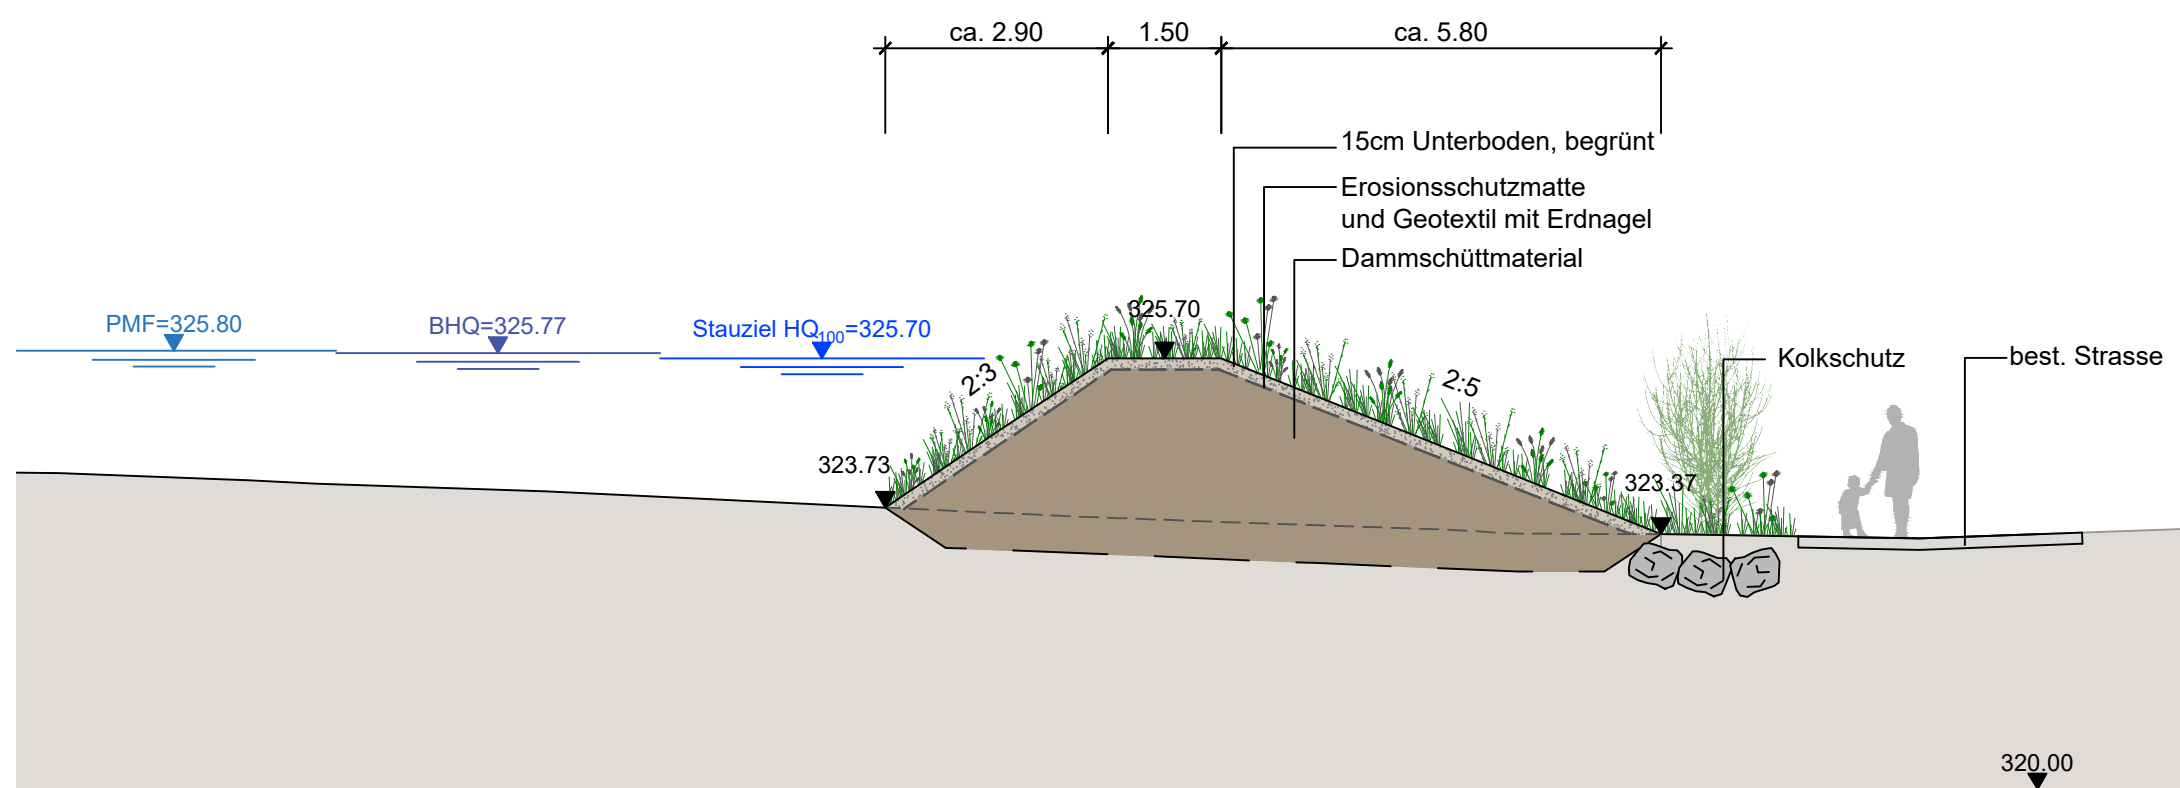 ca. 2.90
1.50
ca. 5.80
15cm Unterboden, begrünt
Erosionsschutzmatte
und Geotextil mit Erdnagel
Dammschüttmaterial
PMF=325.80
BHQ=325.77
Stauziel HQ100=325.70
325.70
2:3
2:5
Kolkschutz
best. Strasse
323.73
323.37
320.00